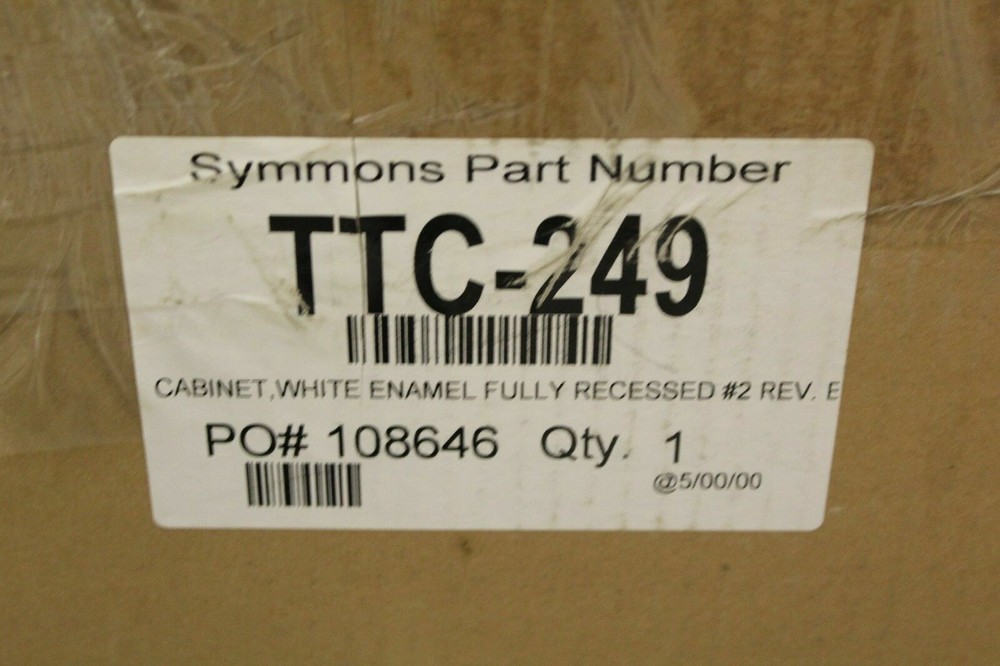 Symmons Part Number
TTC-249
CABINET,WHITE ENAMEL FULLY RECESSED #2 REV. E
PO# 108646 Qty. 1
@5/00/00